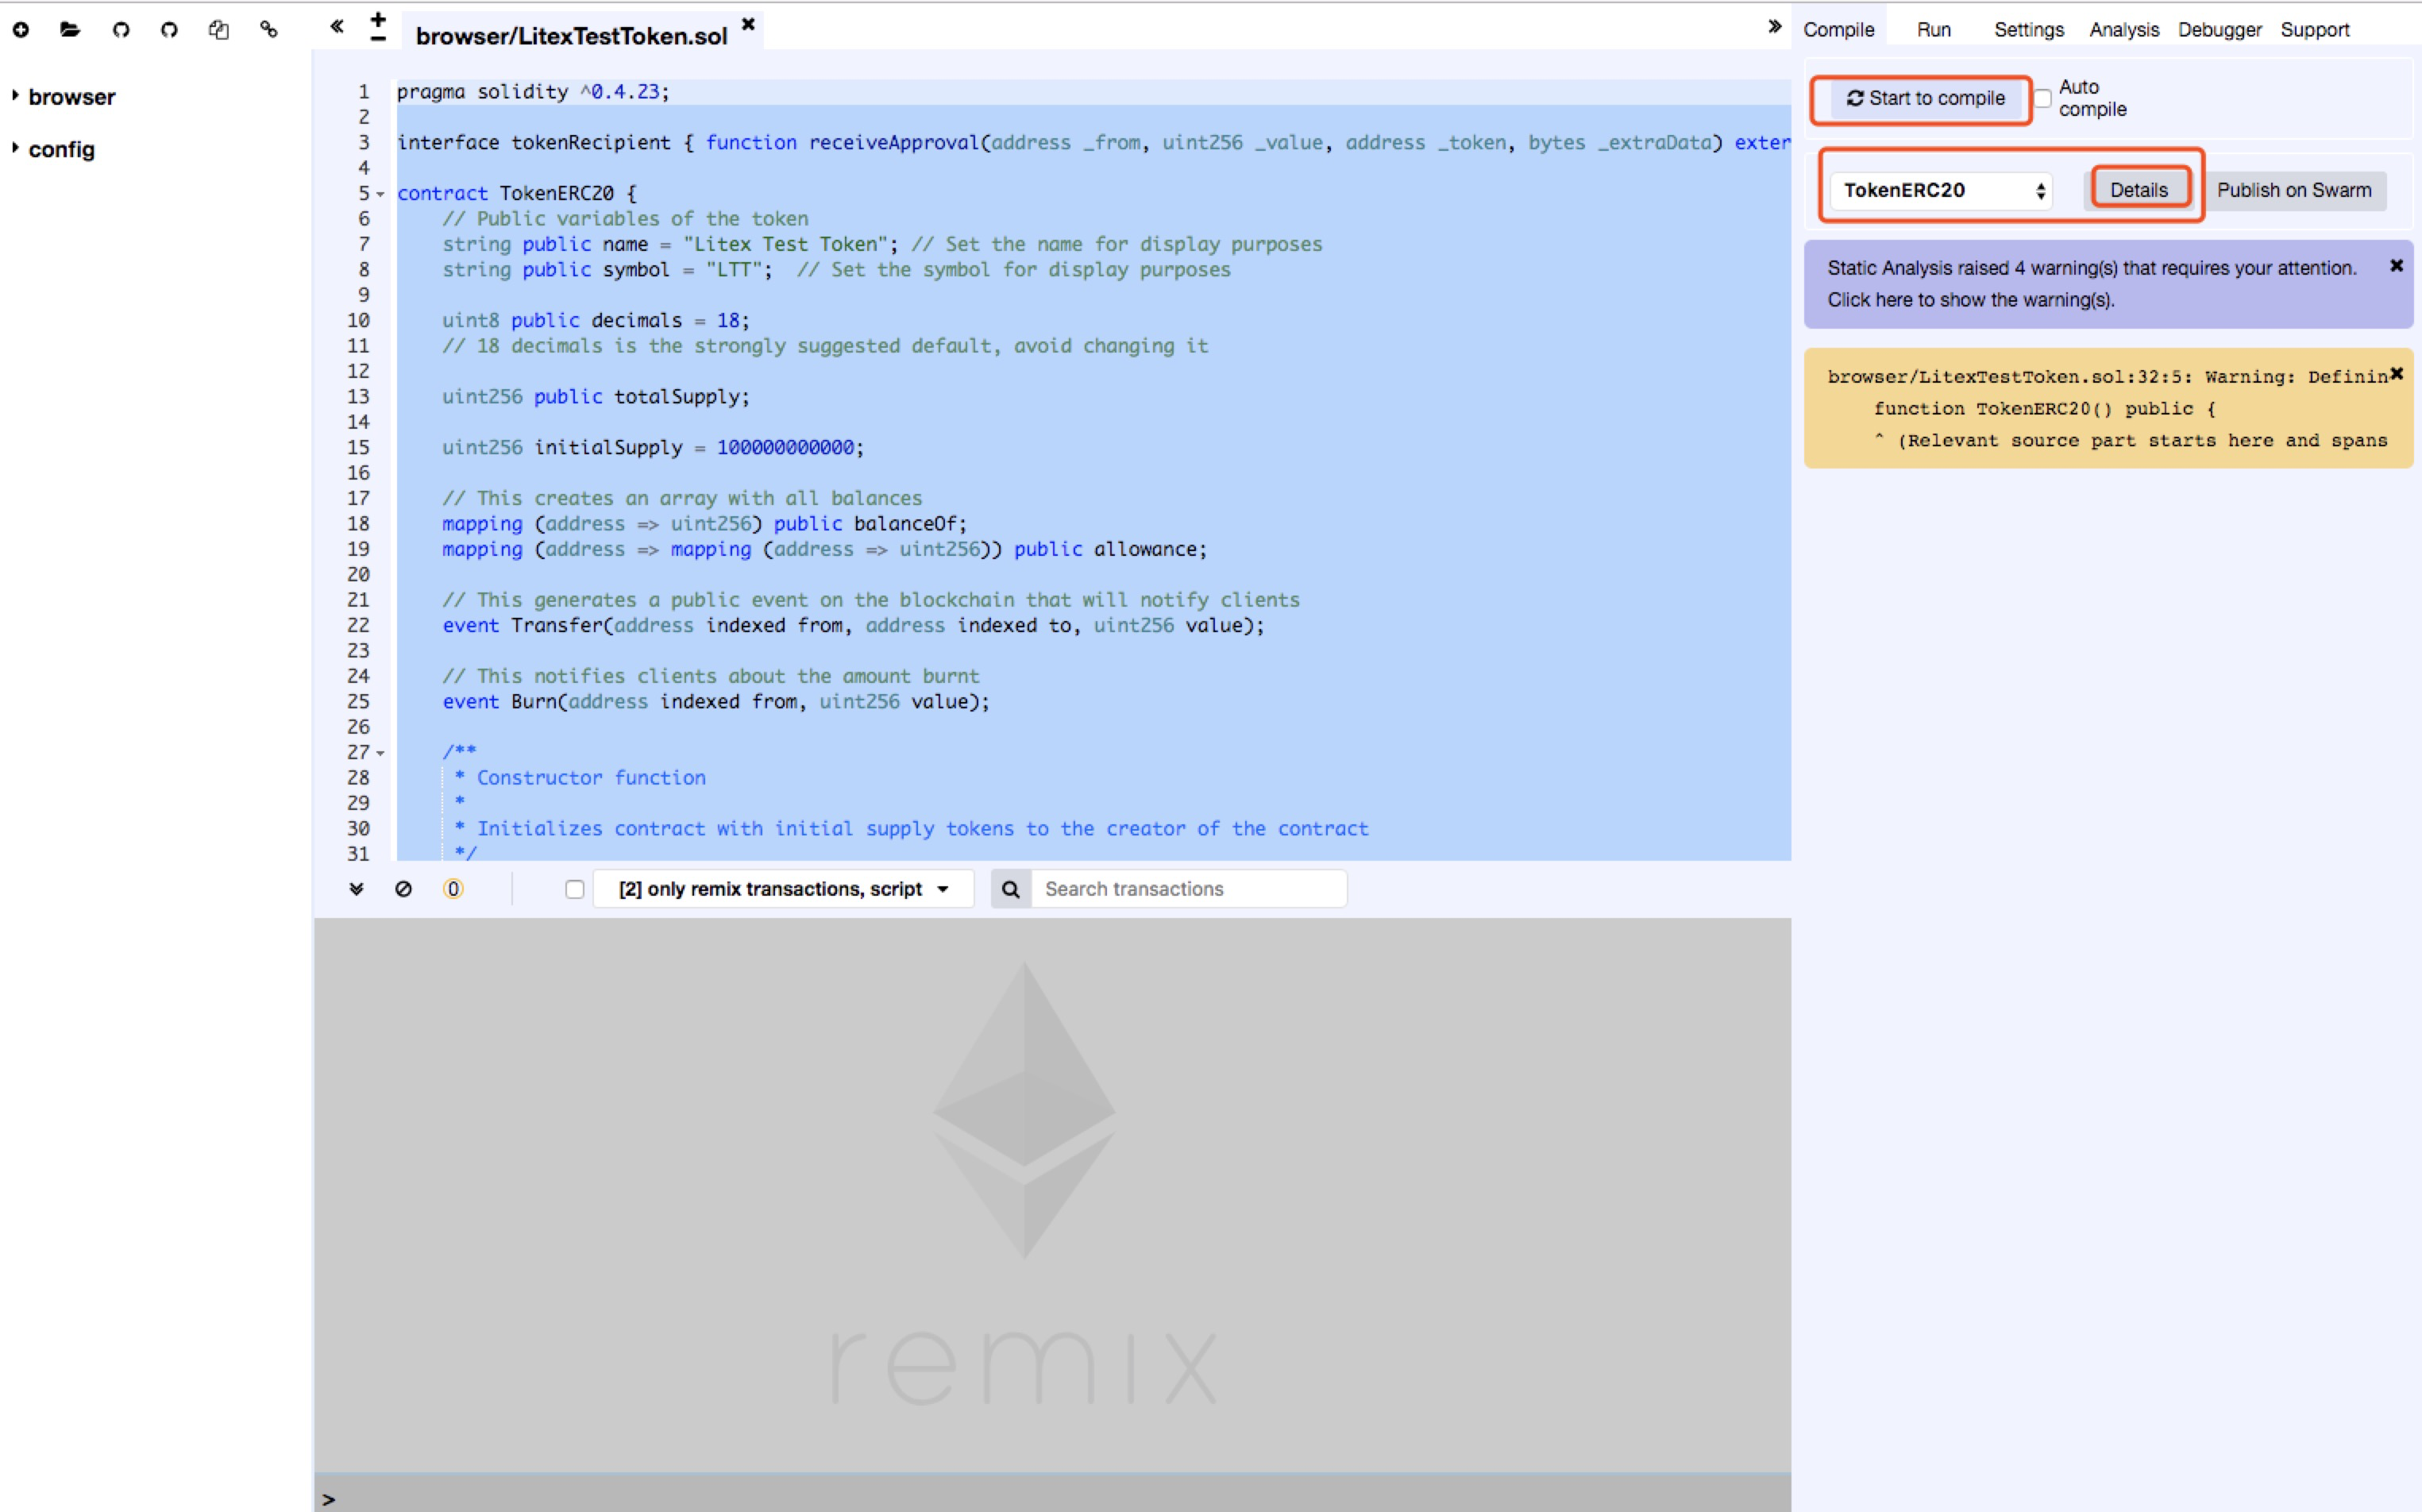 browser/LitexTestToken.sol
Compile Run Settings Analysis Debugger Support
browser
config
1 pragma solidity ^0.4.23;
2
3 interface tokenRecipient { function receiveApproval(address _from, uint256 _value, address _token, bytes _extraData) exter
4
5 contract TokenERC20 {
6 // Public variables of the token
7 string public name = "Litex Test Token"; // Set the name for display purposes
8 string public symbol = "LTT"; // Set the symbol for display purposes
9
10 uint8 public decimals = 18;
11 // 18 decimals is the strongly suggested default, avoid changing it
12
13 uint256 public totalSupply;
14
15 uint256 initialSupply = 100000000000;
16
17 // This creates an array with all balances
18 mapping (address => uint256) public balanceOf;
19 mapping (address => mapping (address => uint256)) public allowance;
20
21 // This generates a public event on the blockchain that will notify clients
22 event Transfer(address indexed from, address indexed to, uint256 value);
23
24 // This notifies clients about the amount burnt
25 event Burn(address indexed from, uint256 value);
26
27 /**
28 * Constructor function
29 *
30 * Initializes contract with initial supply tokens to the creator of the contract
31 */
0 [2] only remix transactions, script Search transactions
remix
>
Start to compile
Auto
compile
TokenERC20 Details Publish on Swarm
Static Analysis raised 4 warning(s) that requires your attention.
Click here to show the warning(s).
browser/LitexTestToken.sol:32:5: Warning: Definin
function TokenERC20() public {
^ (Relevant source part starts here and spans